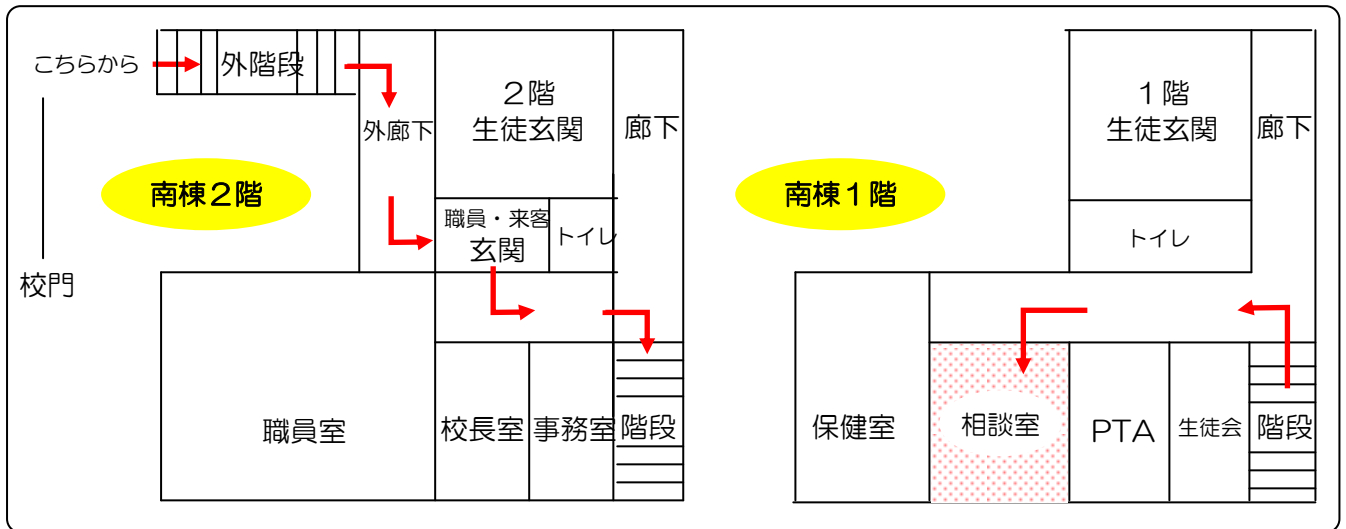 こちらから
外階段
外廊下
2階
生徒玄関
廊下
南棟2階
職員・来客
玄関
トイレ
校門
職員室
校長室
事務室
階段
1階
生徒玄関
廊下
南棟1階
トイレ
保健室
相談室
PTA
生徒会
階段